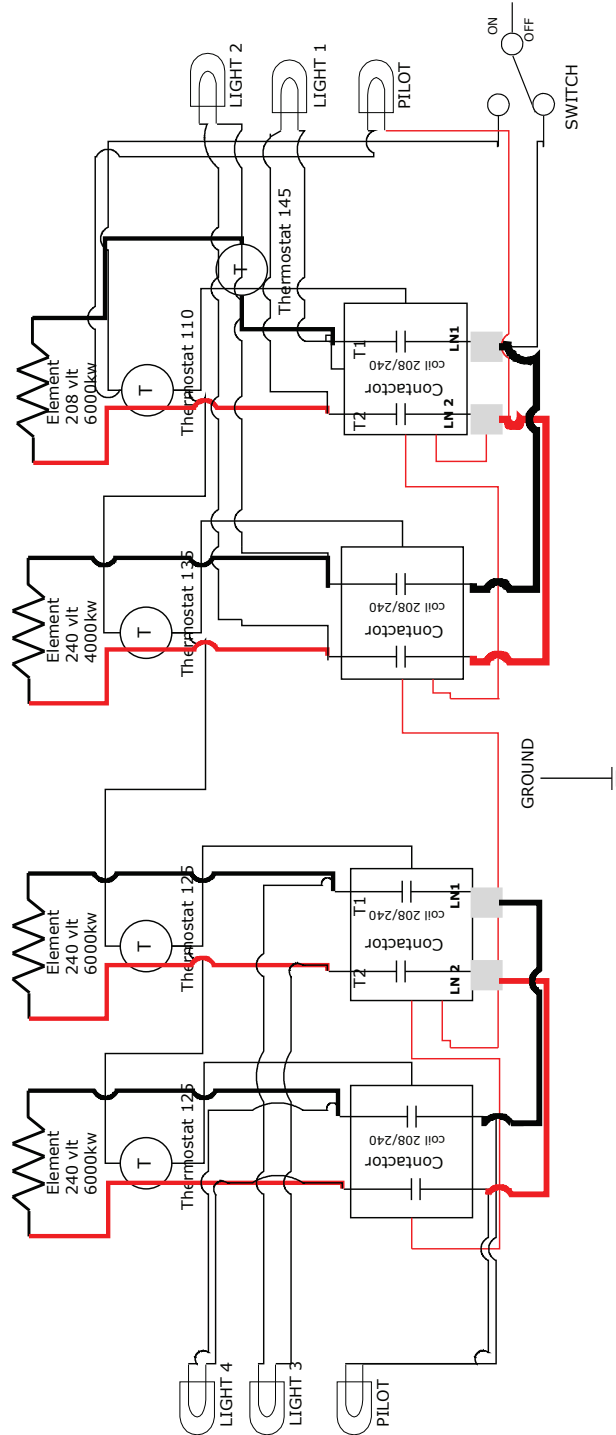 Element
240 vlt
6000kw
Element
240 vlt
6000kw
Element
240 vlt
4000kw
Element
208 vlt
6000kw
T
T
T
T
Thermostat 125
Thermostat 125
Thermostat 135
Thermostat 110
T
Thermostat 145
LIGHT 4
LIGHT 3
PILOT
LIGHT 2
LIGHT 1
PILOT
Contactor
coil 208/240
T2
T1
Contactor
coil 208/240
LN 2
LN1
Contactor
coil 208/240
T2
T1
Contactor
coil 208/240
LN 2
LN1
ON
OFF
SWITCH
GROUND